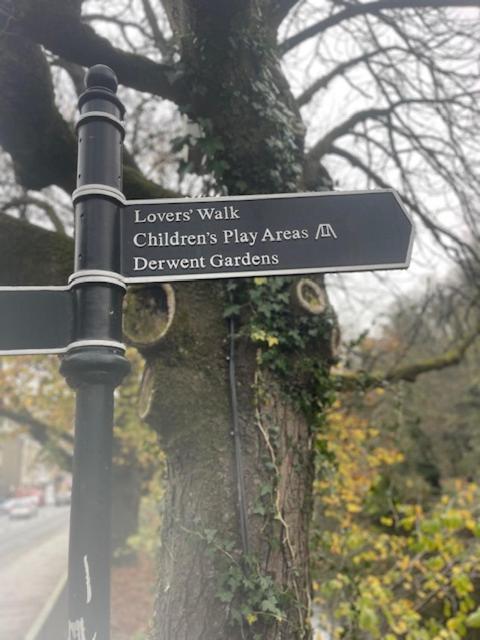 Lovers' Walk
Children's Play Areas
Derwent Gardens